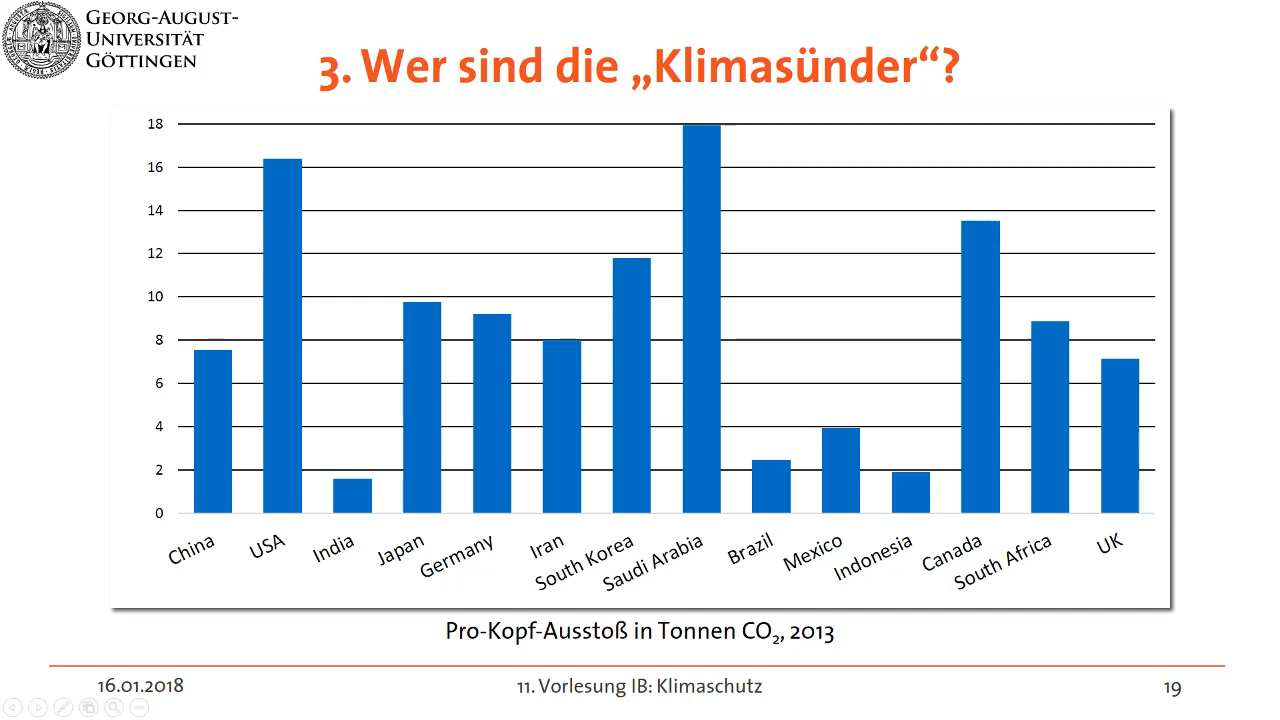 GEORG-AUGUST-
UNIVERSITÄT
GÖTTINGEN
3. Wer sind die „Klimasünder“?
18
16
14
12
10
8
6
4
2
0
China
USA
India
Japan
Germany
Iran
South Korea
Saudi Arabia
Brazil
Mexico
Indonesia
Canada
South Africa
UK
Pro-Kopf-Ausstoß in Tonnen CO₂, 2013
16.01.2018
11. Vorlesung IB: Klimaschutz
19